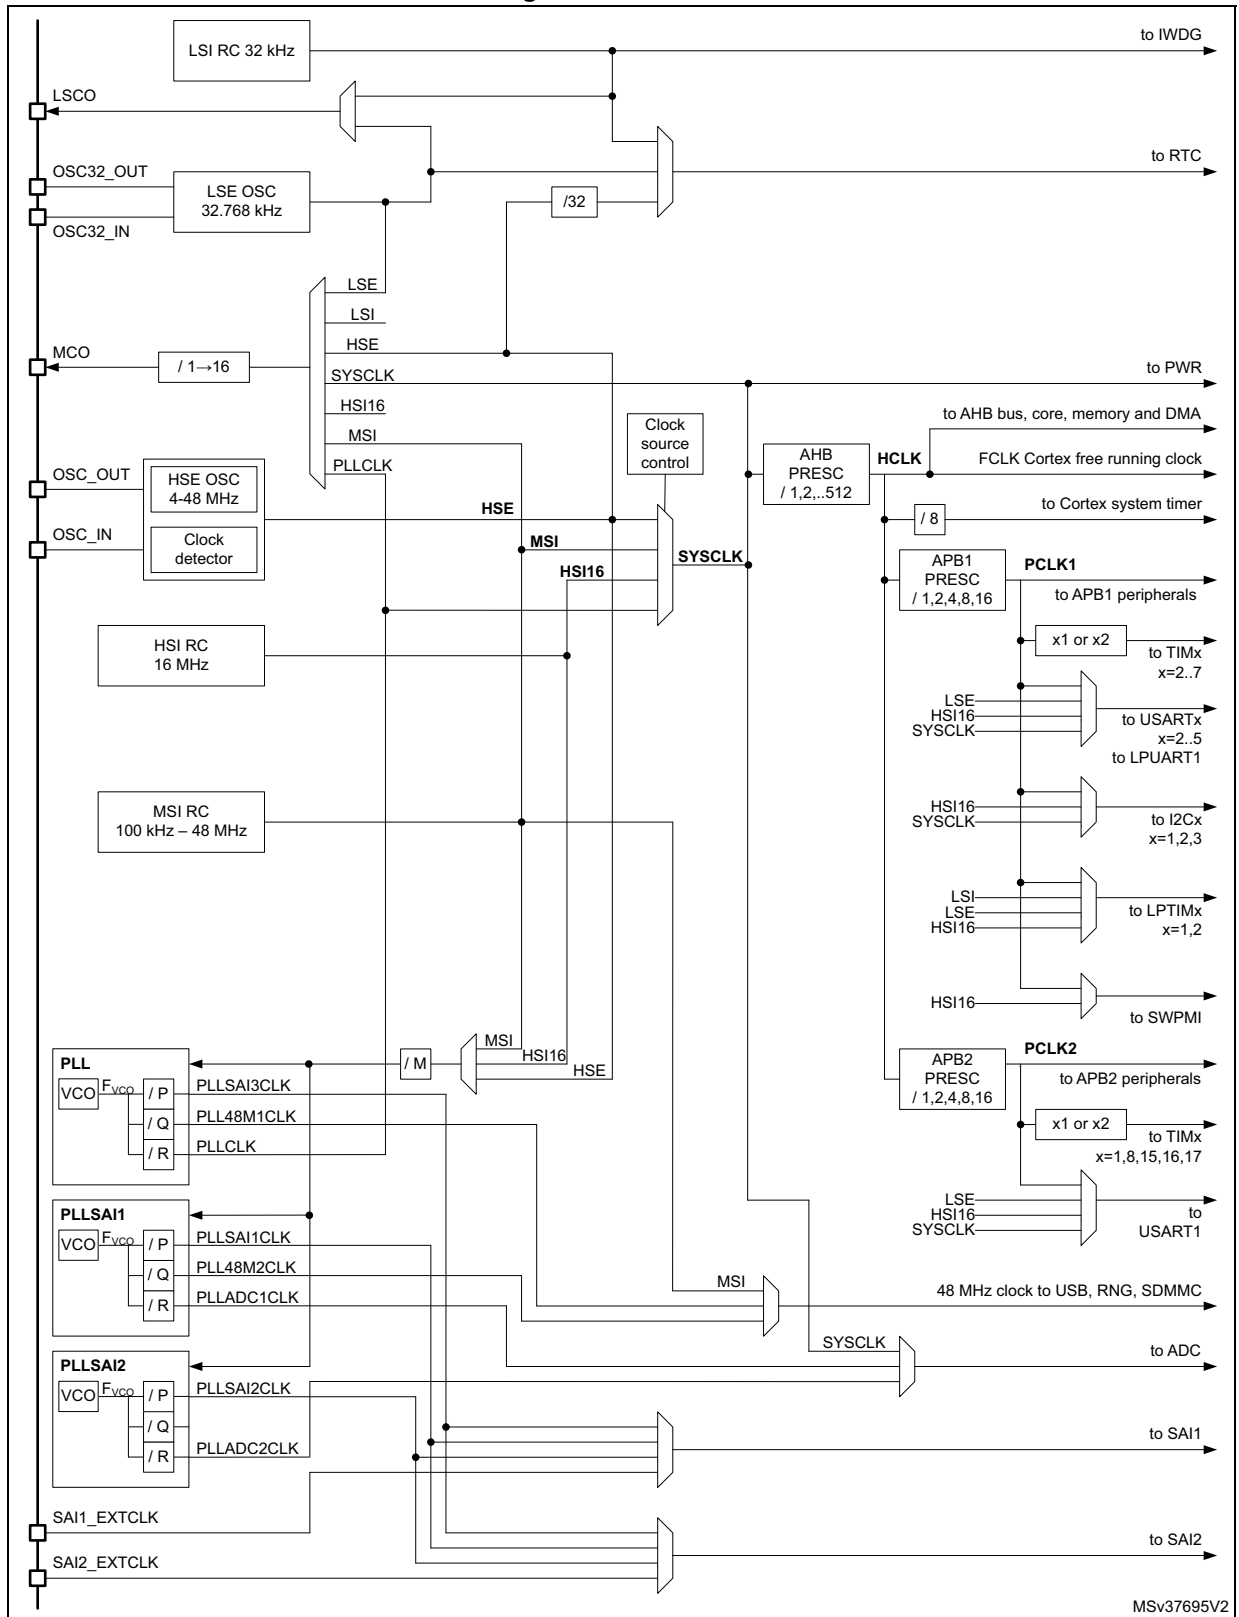 to IWDG
LSI RC 32 kHz
LSCO
to RTC
OSC32_OUT
LSE OSC
32.768 kHz
/32
OSC32_IN
LSE
LSI
HSE
MCO
/ 1→16
SYSCLK
to PWR
HSI16
to AHB bus, core, memory and DMA
MSI
Clock
source
control
PLLCLK
AHB
PRESC
/ 1,2,..512
HCLK
FCLK Cortex free running clock
OSC_OUT
HSE OSC
4-48 MHz
HSE
/ 8
to Cortex system timer
OSC_IN
Clock
detector
MSI
SYSCLK
HSI16
APB1
PRESC
/ 1,2,4,8,16
PCLK1
to APB1 peripherals
HSI RC
16 MHz
x1 or x2
to TIMx
x=2..7
LSE
HSI16
SYSCLK
to USARTx
x=2..5
to LPUART1
MSI RC
100 kHz – 48 MHz
HSI16
SYSCLK
to I2Cx
x=1,2,3
LSI
LSE
HSI16
to LPTIMx
x=1,2
HSI16
to SWPMI
MSI
HSI16
HSE
/ M
PLL
VCO
FVCO
/ P
PLLSAI3CLK
/ Q
PLL48M1CLK
/ R
PLLCLK
APB2
PRESC
/ 1,2,4,8,16
PCLK2
to APB2 peripherals
x1 or x2
to TIMx
x=1,8,15,16,17
PLLSAI1
VCO
FVCO
/ P
PLLSAI1CLK
/ Q
PLL48M2CLK
/ R
PLLADC1CLK
LSE
HSI16
SYSCLK
to
USART1
MSI
48 MHz clock to USB, RNG, SDMMC
SYSCLK
to ADC
PLLSAI2
VCO
FVCO
/ P
PLLSAI2CLK
/ Q
/ R
PLLADC2CLK
to SAI1
SAI1_EXTCLK
to SAI2
SAI2_EXTCLK
MSv37695V2